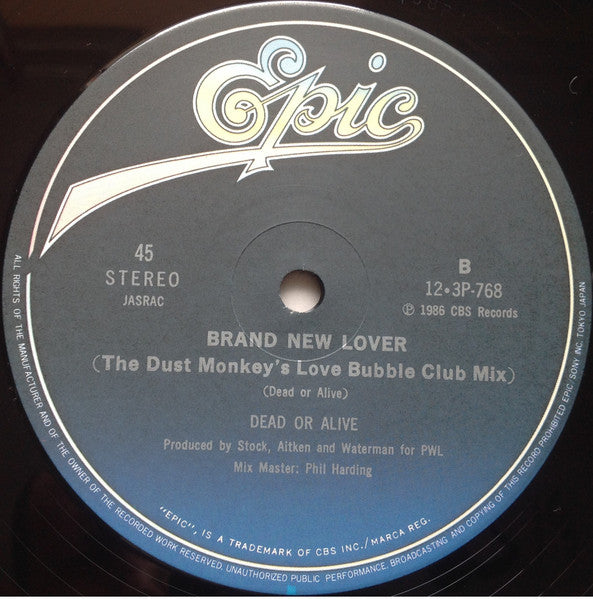 Epic
45
STEREO
JASRAC
B
12•3P-768
Ⓟ 1986 CBS Records
BRAND NEW LOVER
(The Dust Monkey's Love Bubble Club Mix)
(Dead or Alive)
DEAD OR ALIVE
Produced by Stock, Aitken and Waterman for PWL
Mix Master: Phil Harding
"EPIC", IS A TRADEMARK OF CBS INC./MARCA REG.
ALL RIGHTS OF THE MANUFACTURER AND OF THE OWNER OF THE RECORDED WORK RESERVED. UNAUTHORIZED PUBLIC PERFORMANCE, BROADCASTING AND COPYING OF THIS RECORD PROHIBITED EPIC/SONY INC. TOKYO JAPAN